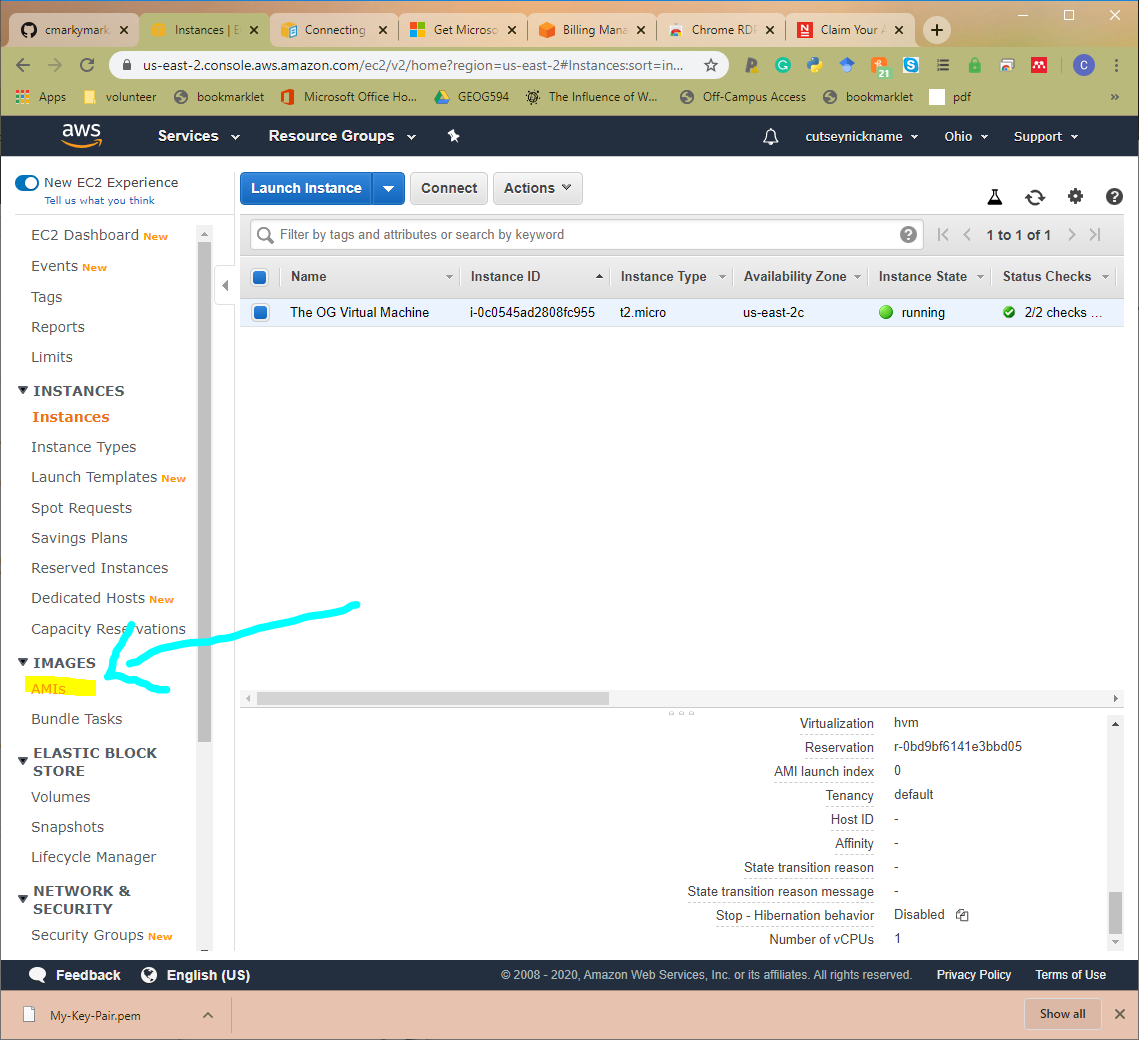 cmarkymark
Instances | E
Connecting
Get Microso
Billing Mana
Chrome RDP
Claim Your A
us-east-2.console.aws.amazon.com/ec2/v2/home?region=us-east-2#Instances:sort=in...
21
C
Apps
volunteer
bookmarklet
Microsoft Office Ho...
GEOG594
The Influence of W...
Off-Campus Access
bookmarklet
pdf
»
aws
Services
Resource Groups
cutseynickname
Ohio
Support
New EC2 Experience
Tell us what you think
EC2 Dashboard New
Events New
Tags
Reports
Limits
INSTANCES
Instances
Instance Types
Launch Templates New
Spot Requests
Savings Plans
Reserved Instances
Dedicated Hosts New
Capacity Reservations
IMAGES
AMIs
Bundle Tasks
ELASTIC BLOCK
STORE
Volumes
Snapshots
Lifecycle Manager
NETWORK &
SECURITY
Security Groups New
Launch Instance
Connect
Actions
Filter by tags and attributes or search by keyword
1 to 1 of 1
Name Instance ID Instance Type Availability Zone Instance State Status Checks
The OG Virtual Machine i-0c0545ad2808fc955 t2.micro us-east-2c running 2/2 checks ...
Virtualization hvm
Reservation r-0bd9bf6141e3bbd05
AMI launch index 0
Tenancy default
Host ID -
Affinity -
State transition reason -
State transition reason message -
Stop - Hibernation behavior Disabled
Number of vCPUs 1
Feedback
English (US)
© 2008 - 2020, Amazon Web Services, Inc. or its affiliates. All rights reserved.
Privacy Policy
Terms of Use
My-Key-Pair.pem
Show all